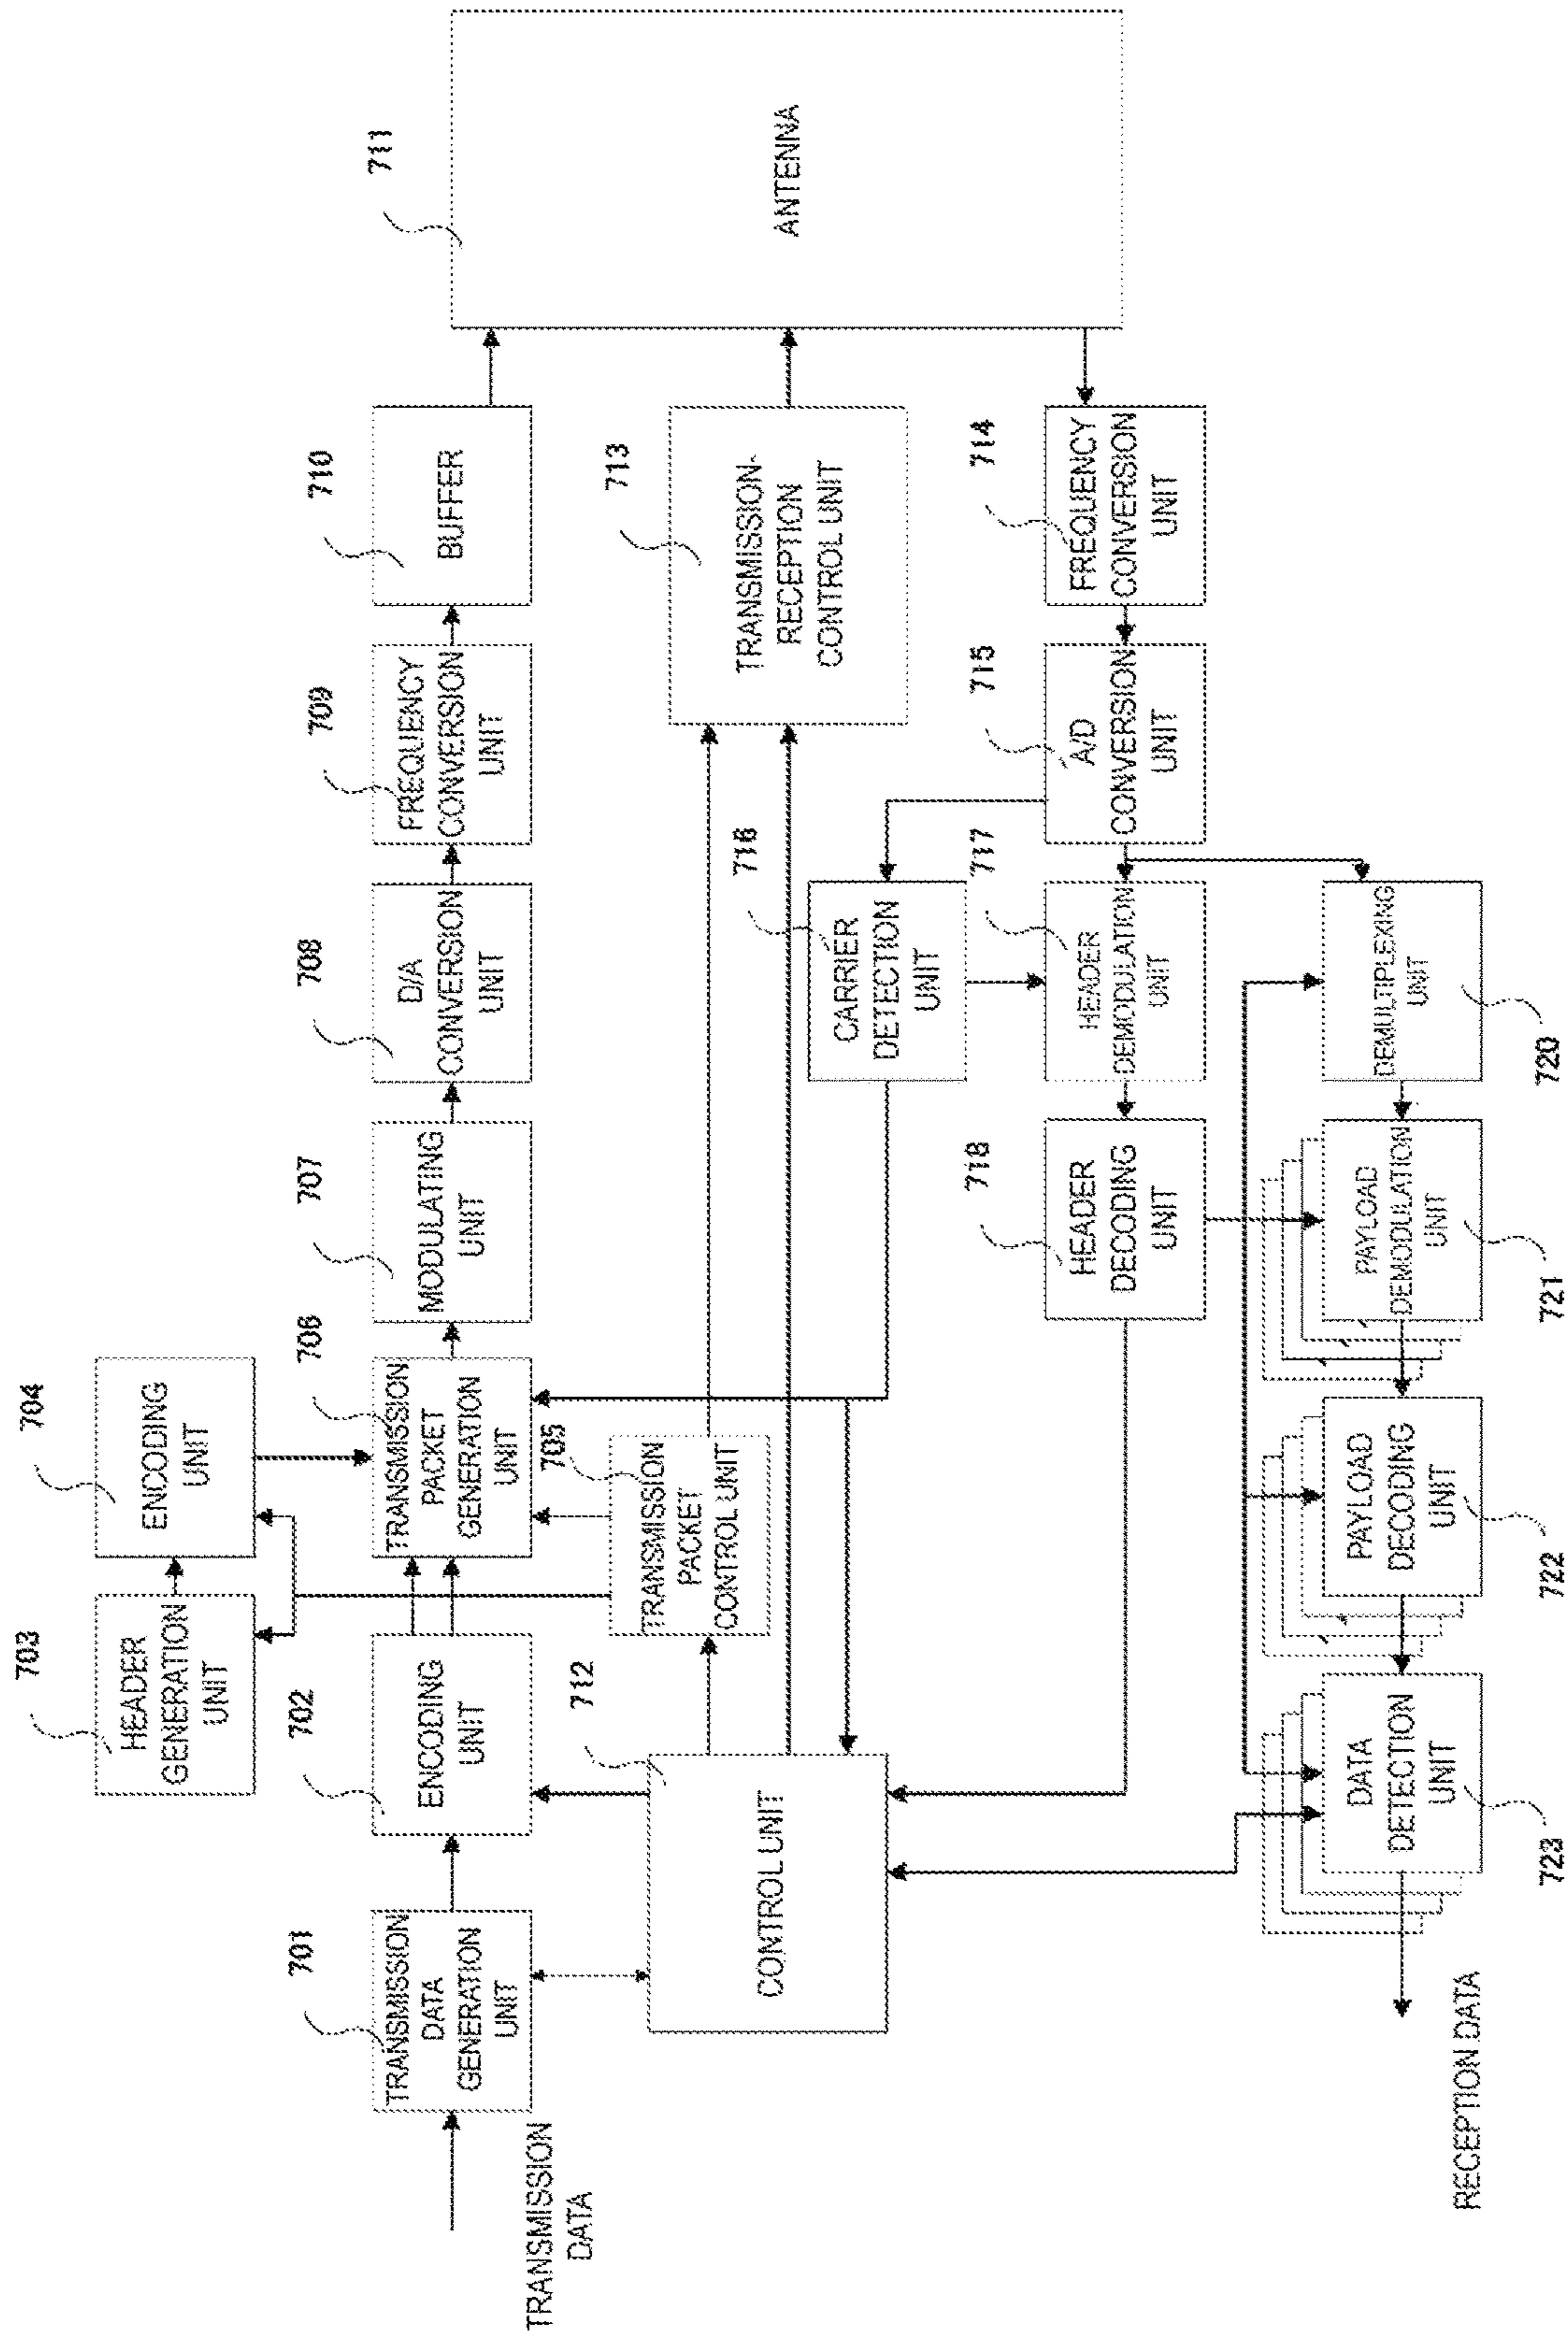 703
HEADER
GENERATION
UNIT
704
ENCODING
UNIT
701
TRANSMISSION
DATA
GENERATION
UNIT
702
ENCODING
UNIT
706
TRANSMISSION
PACKET
GENERATION
UNIT
707
MODULATING
UNIT
708
D/A
CONVERSION
UNIT
709
FREQUENCY
CONVERSION
UNIT
710
BUFFER
711
ANTENNA
TRANSMISSION
DATA
712
CONTROL UNIT
705
TRANSMISSION
PACKET
CONTROL UNIT
713
TRANSMISSION-
RECEPTION
CONTROL UNIT
716
CARRIER
DETECTION
UNIT
718
HEADER
DECODING
UNIT
717
HEADER
DEMODULATION
UNIT
715
A/D
CONVERSION
UNIT
714
FREQUENCY
CONVERSION
UNIT
RECEPTION DATA
DATA
DETECTION
UNIT
723
PAYLOAD
DECODING
UNIT
722
PAYLOAD
DEMODULATION
UNIT
721
DEMULTIPLEXING
UNIT
720